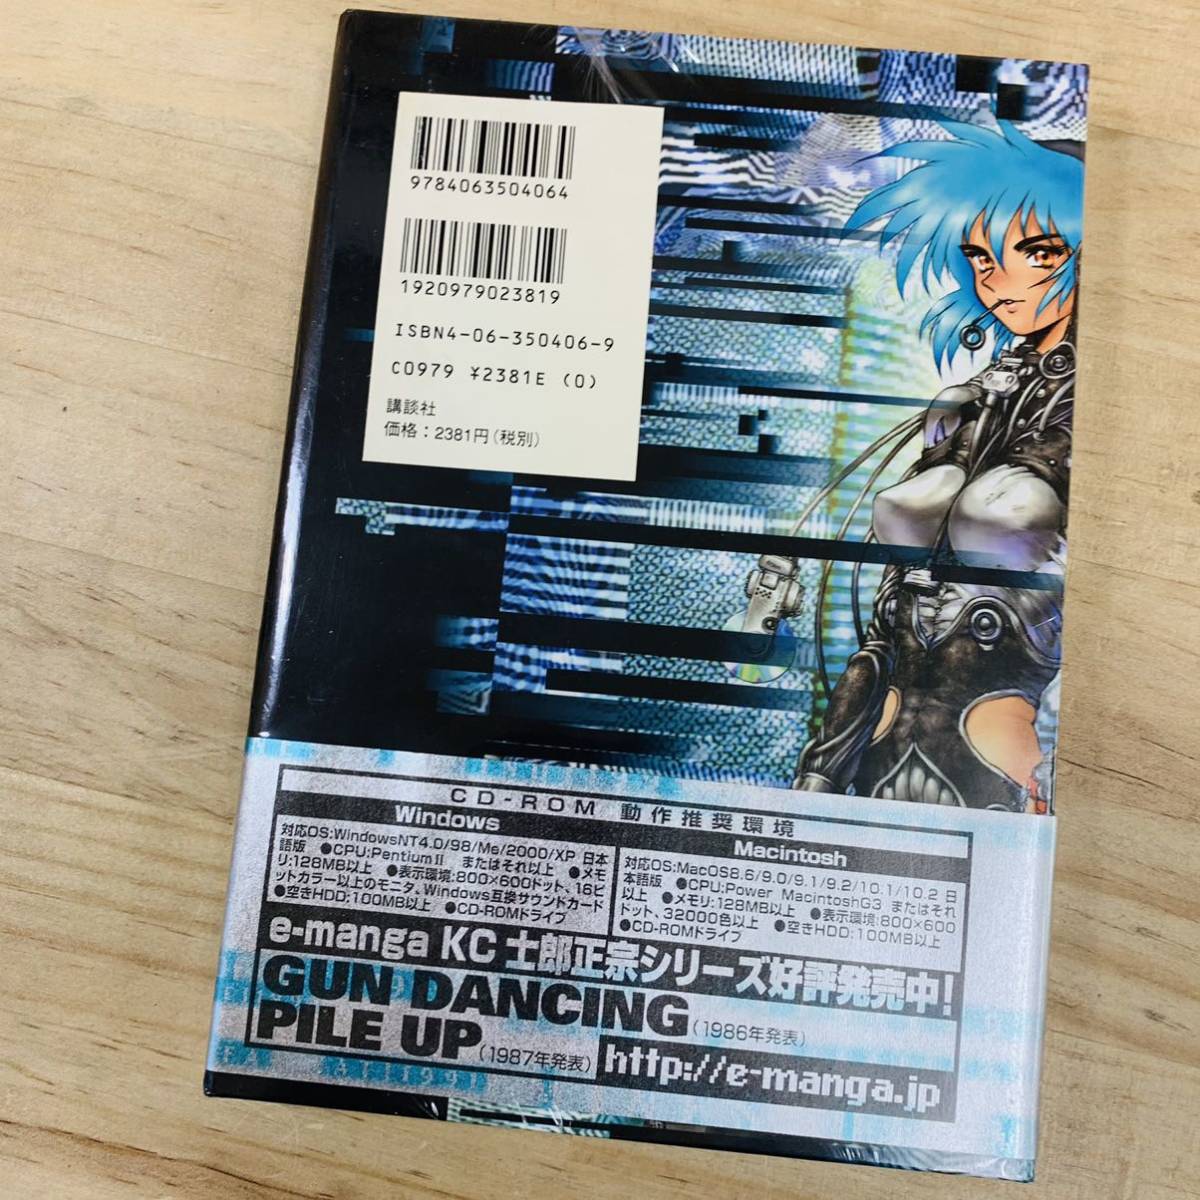 9784063504064
1920979023819
ISBN4-06-350406-9
C0979 ¥2381E (0)
講談社
価格：2381円（税別）
CD-ROM 動作推奨環境
Windows
対応OS:WindowsNT4.0/98/Me/2000/XP 日本
語版 ●CPU:PentiumⅡ またはそれ以上 ●メモ
リ:128MB以上 ●表示環境:800×600ドット、16ビ
ットカラー以上のモニタ、Windows互換サウンドカード
●空きHDD:100MB以上 ●CD-ROMドライブ
Macintosh
対応OS:MacOS8.6/9.0/9.1/9.2/10.1/10.2 日
本語版 ●CPU:Power MacintoshG3 またはそれ
以上 ●メモリ:128MB以上 ●表示環境:800×600
ドット、32000色以上 ●空きHDD:100MB以上
●CD-ROMドライブ
e-manga KC 士郎正宗シリーズ好評発売中!
GUN DANCING（1986年発表）
PILE UP（1987年発表）
http://e-manga.jp